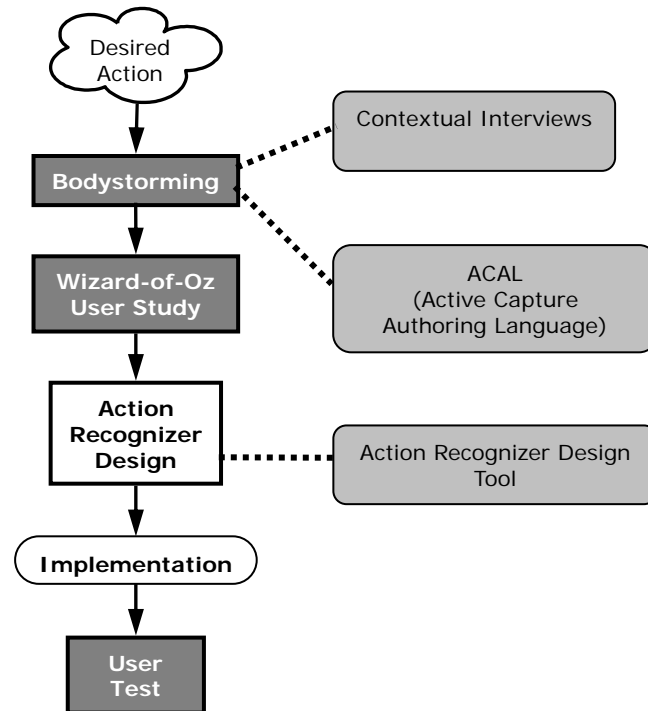 Desired
Action
Contextual Interviews
Bodystorming
ACAL
(Active Capture
Authoring Language)
Wizard-of-Oz
User Study
Action
Recognizer
Design
Action Recognizer Design
Tool
Implementation
User
Test